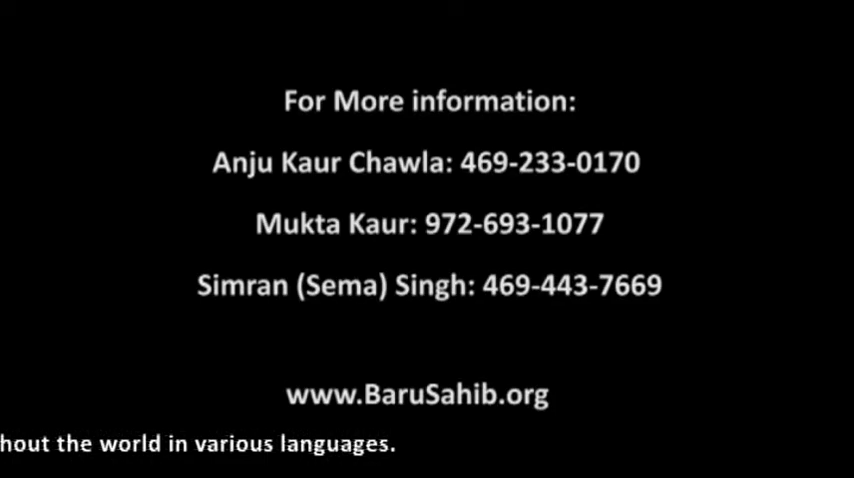 For More information:
Anju Kaur Chawla: 469-233-0170
Mukta Kaur: 972-693-1077
Simran (Sema) Singh: 469-443-7669
www.BaruSahib.org
hout the world in various languages.